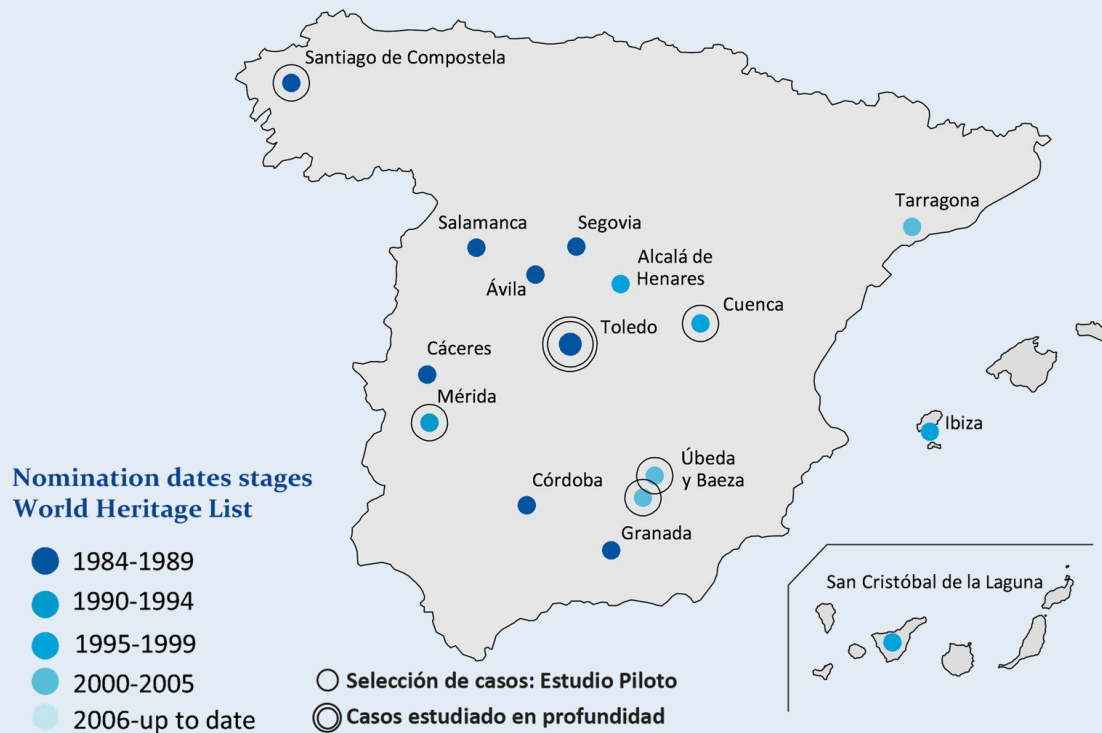 Santiago de Compostela
Tarragona
Salamanca
Segovia
Alcalá de
Henares
Ávila
Cuenca
Toledo
Cáceres
Mérida
Ibiza
Úbeda
y Baeza
Córdoba
Granada
Nomination dates stages
World Heritage List
1984-1989
1990-1994
1995-1999
2000-2005
2006-up to date
San Cristóbal de la Laguna
Selección de casos: Estudio Piloto
Casos estudiado en profundidad